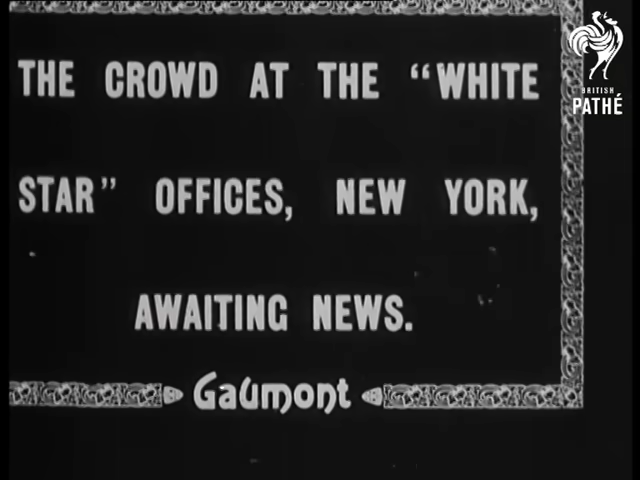 THE CROWD AT THE “WHITE
STAR” OFFICES, NEW YORK,
AWAITING NEWS.
Gaumont
BRITISH
PATHÉ